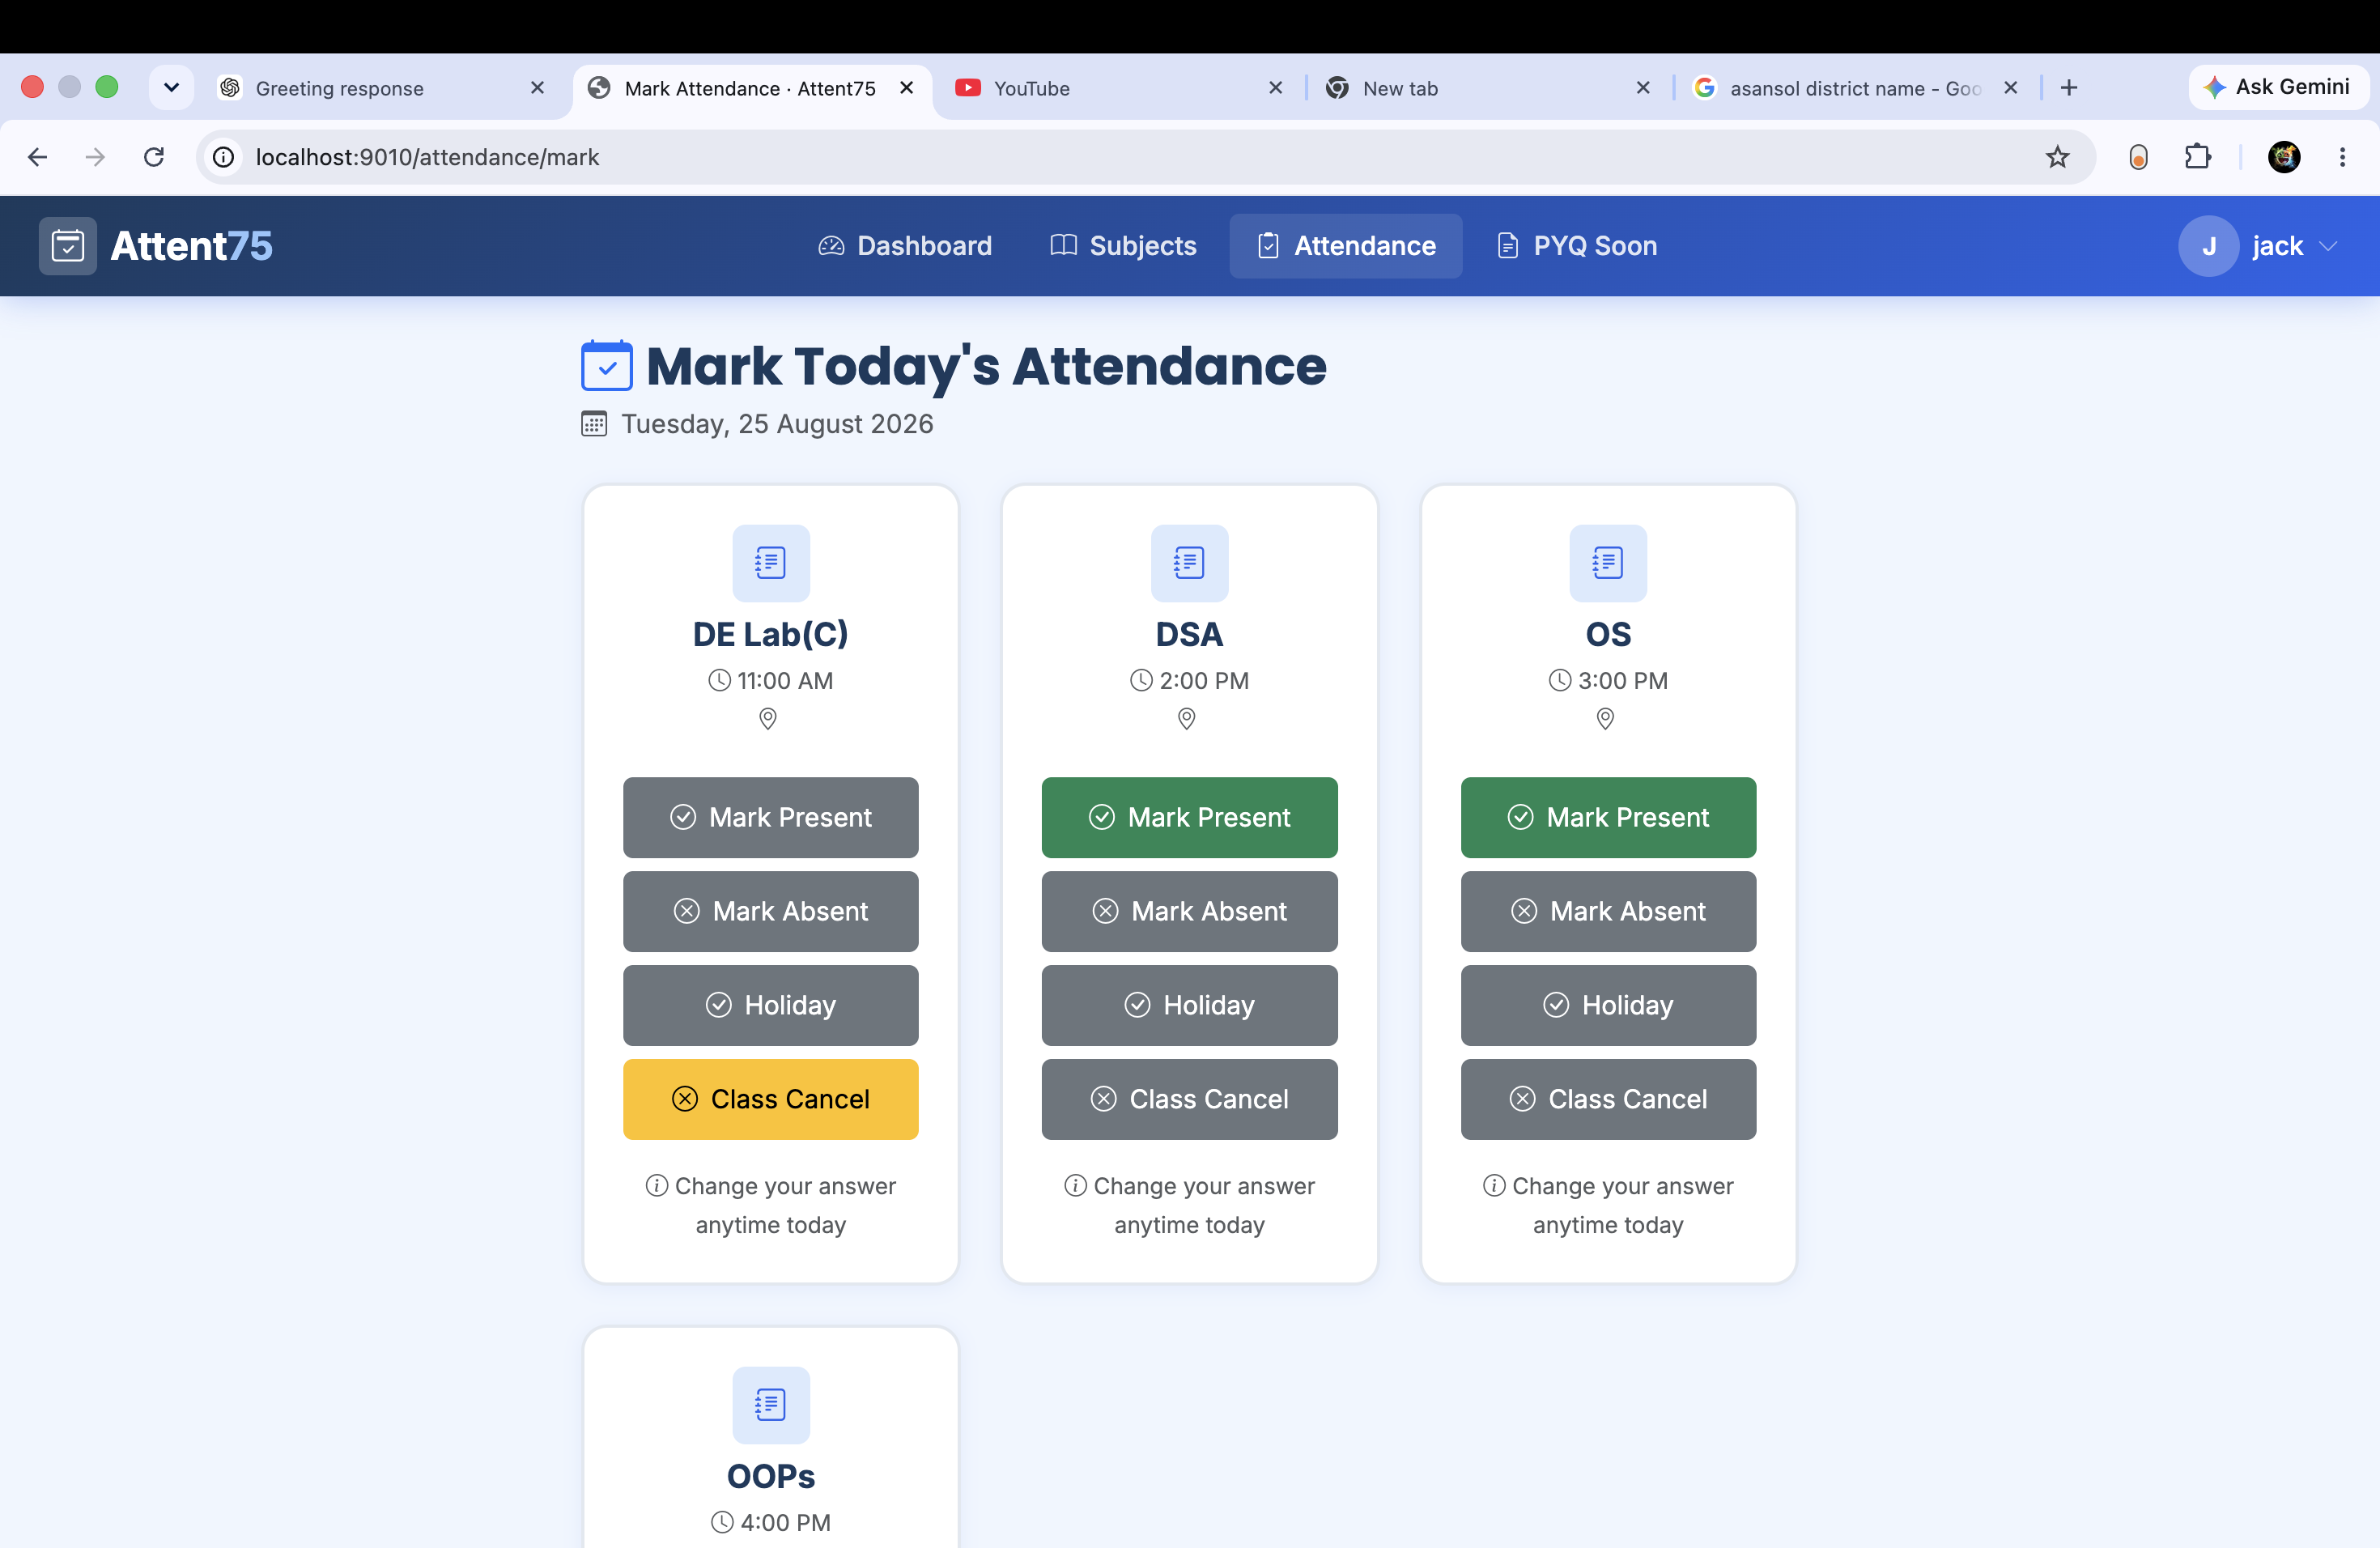 Greeting response
Mark Attendance · Attent75
YouTube
New tab
asansol district name - Goo
Ask Gemini
localhost:9010/attendance/mark
Attent75
Dashboard
Subjects
Attendance
PYQ Soon
J
jack
Mark Today's Attendance
Tuesday, 25 August 2026
DE Lab(C)
11:00 AM
Mark Present
Mark Absent
Holiday
Class Cancel
Change your answer
anytime today
DSA
2:00 PM
Mark Present
Mark Absent
Holiday
Class Cancel
Change your answer
anytime today
OS
3:00 PM
Mark Present
Mark Absent
Holiday
Class Cancel
Change your answer
anytime today
OOPs
4:00 PM